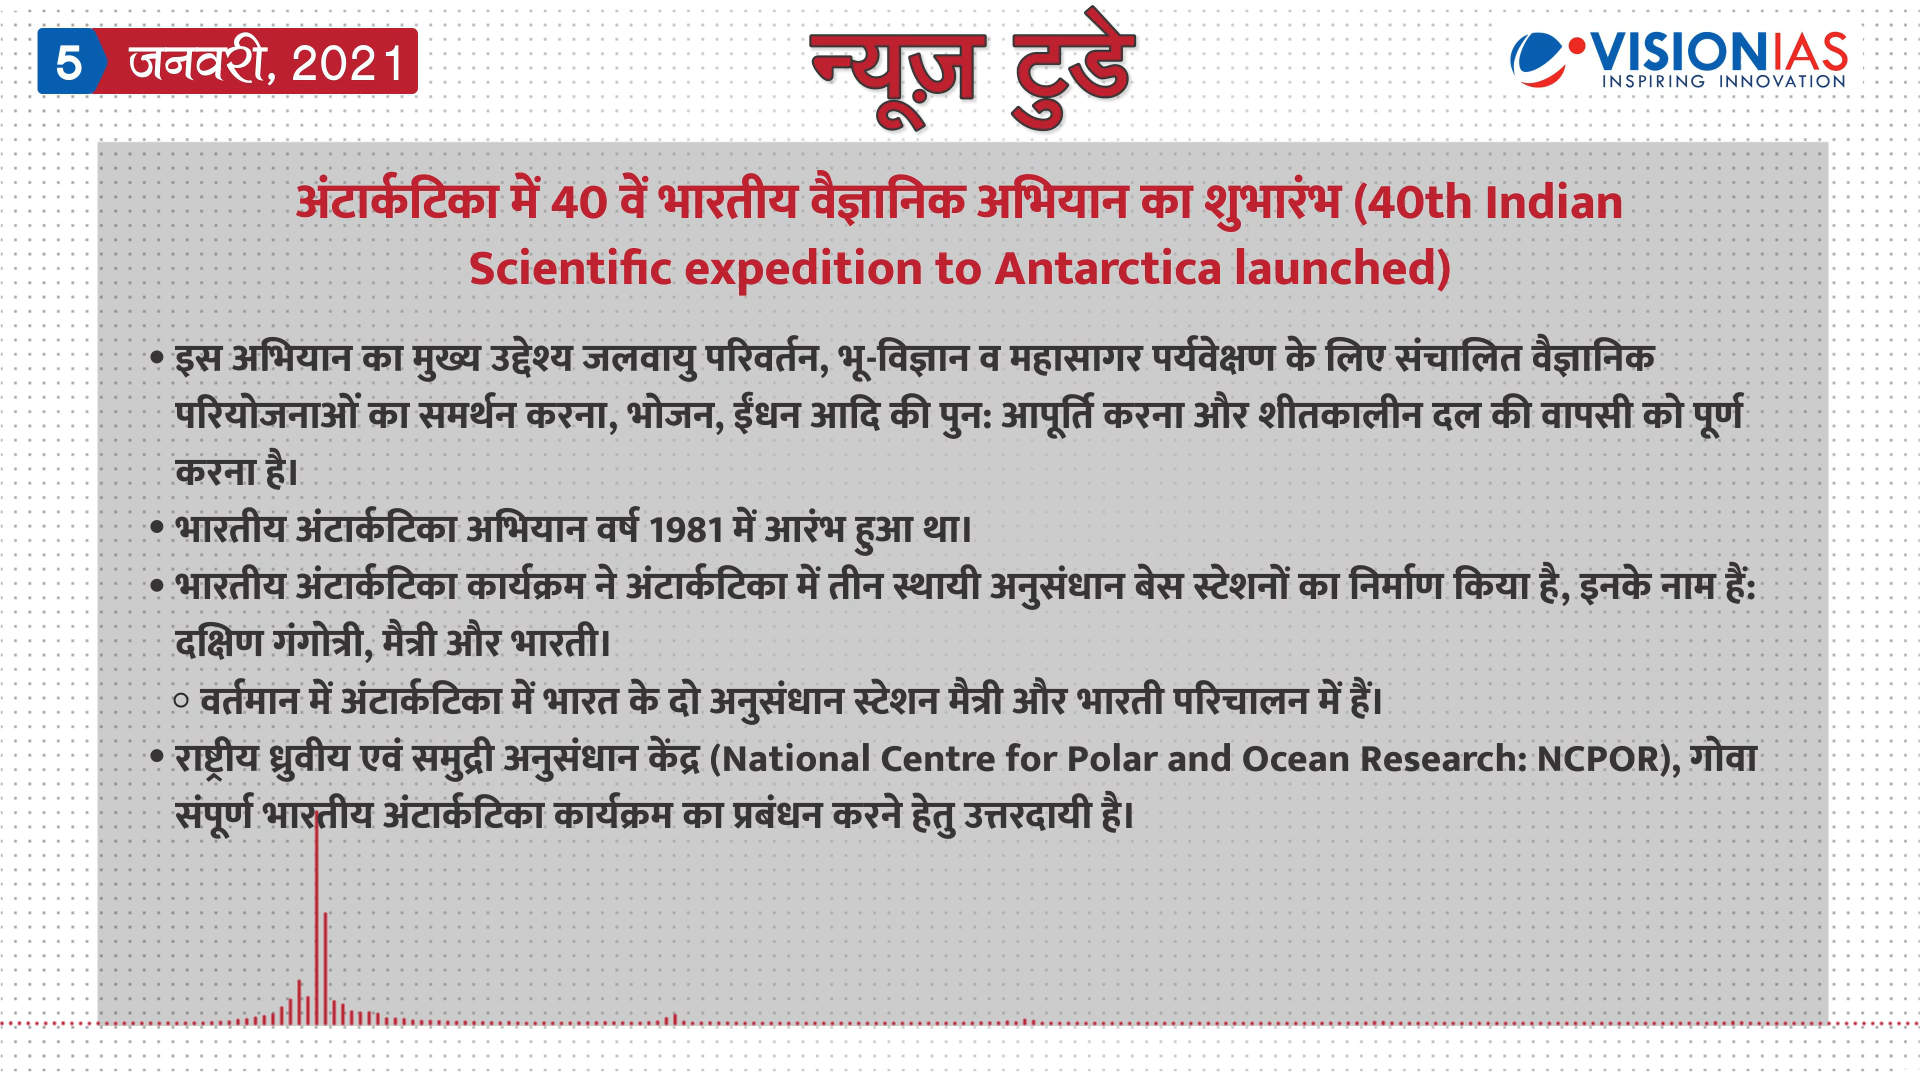 5 जनवरी, 2021
न्यूज़ टुडे
VISIONIAS
INSPIRING INNOVATION
अंटार्कटिका में 40 वें भारतीय वैज्ञानिक अभियान का शुभारंभ (40th Indian
Scientific expedition to Antarctica launched)
• इस अभियान का मुख्य उद्देश्य जलवायु परिवर्तन, भू-विज्ञान व महासागर पर्यवेक्षण के लिए संचालित वैज्ञानिक
परियोजनाओं का समर्थन करना, भोजन, ईंधन आदि की पुन: आपूर्ति करना और शीतकालीन दल की वापसी को पूर्ण
करना है।
• भारतीय अंटार्कटिका अभियान वर्ष 1981 में आरंभ हुआ था।
• भारतीय अंटार्कटिका कार्यक्रम ने अंटार्कटिका में तीन स्थायी अनुसंधान बेस स्टेशनों का निर्माण किया है, इनके नाम हैं:
दक्षिण गंगोत्री, मैत्री और भारती।
○ वर्तमान में अंटार्कटिका में भारत के दो अनुसंधान स्टेशन मैत्री और भारती परिचालन में हैं।
• राष्ट्रीय ध्रुवीय एवं समुद्री अनुसंधान केंद्र (National Centre for Polar and Ocean Research: NCPOR), गोवा
संपूर्ण भारतीय अंटार्कटिका कार्यक्रम का प्रबंधन करने हेतु उत्तरदायी है।